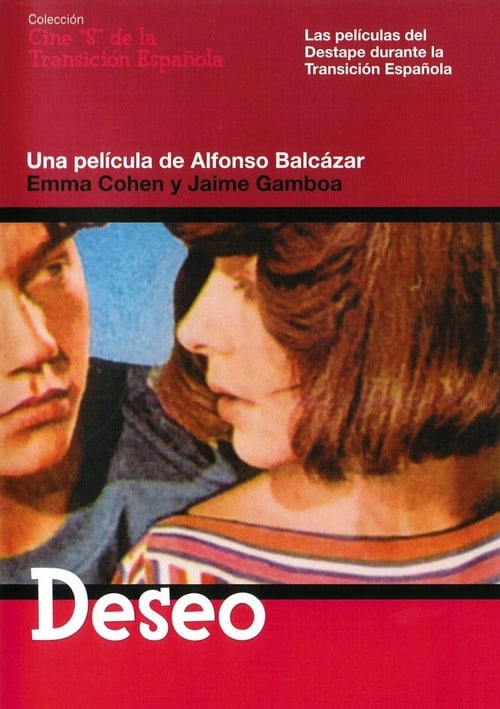 Colección
Cine "S" de la
Transición Española
Las películas del
Destape durante la
Transición Española
Una película de Alfonso Balcázar
Emma Cohen y Jaime Gamboa
Deseo